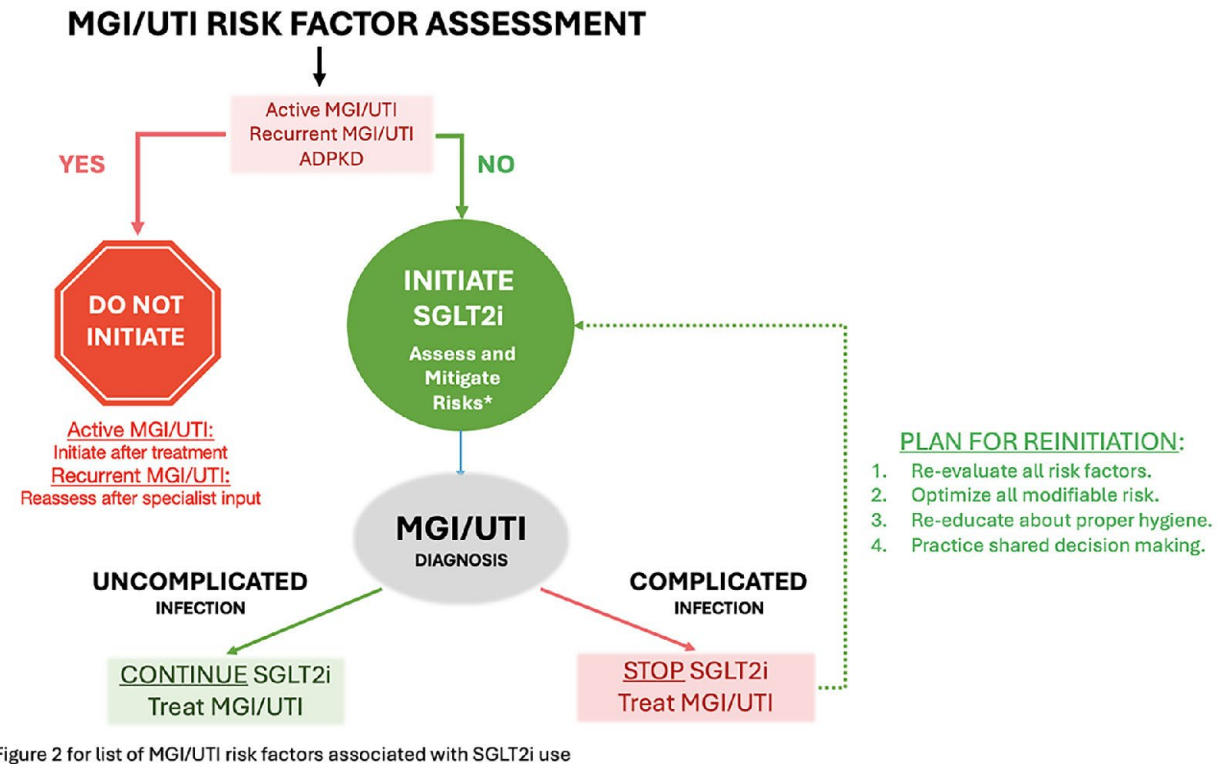 MGI/UTI RISK FACTOR ASSESSMENT
Active MGI/UTI
Recurrent MGI/UTI
ADPKD
YES
NO
DO NOT
INITIATE
INITIATE
SGLT2i
Assess and
Mitigate
Risks*
Active MGI/UTI:
Initiate after treatment
Recurrent MGI/UTI:
Reassess after specialist input
PLAN FOR REINITIATION:
1. Re-evaluate all risk factors.
2. Optimize all modifiable risk.
3. Re-educate about proper hygiene.
4. Practice shared decision making.
MGI/UTI
DIAGNOSIS
UNCOMPLICATED
INFECTION
COMPLICATED
INFECTION
CONTINUE SGLT2i
Treat MGI/UTI
STOP SGLT2i
Treat MGI/UTI
Figure 2 for list of MGI/UTI risk factors associated with SGLT2i use